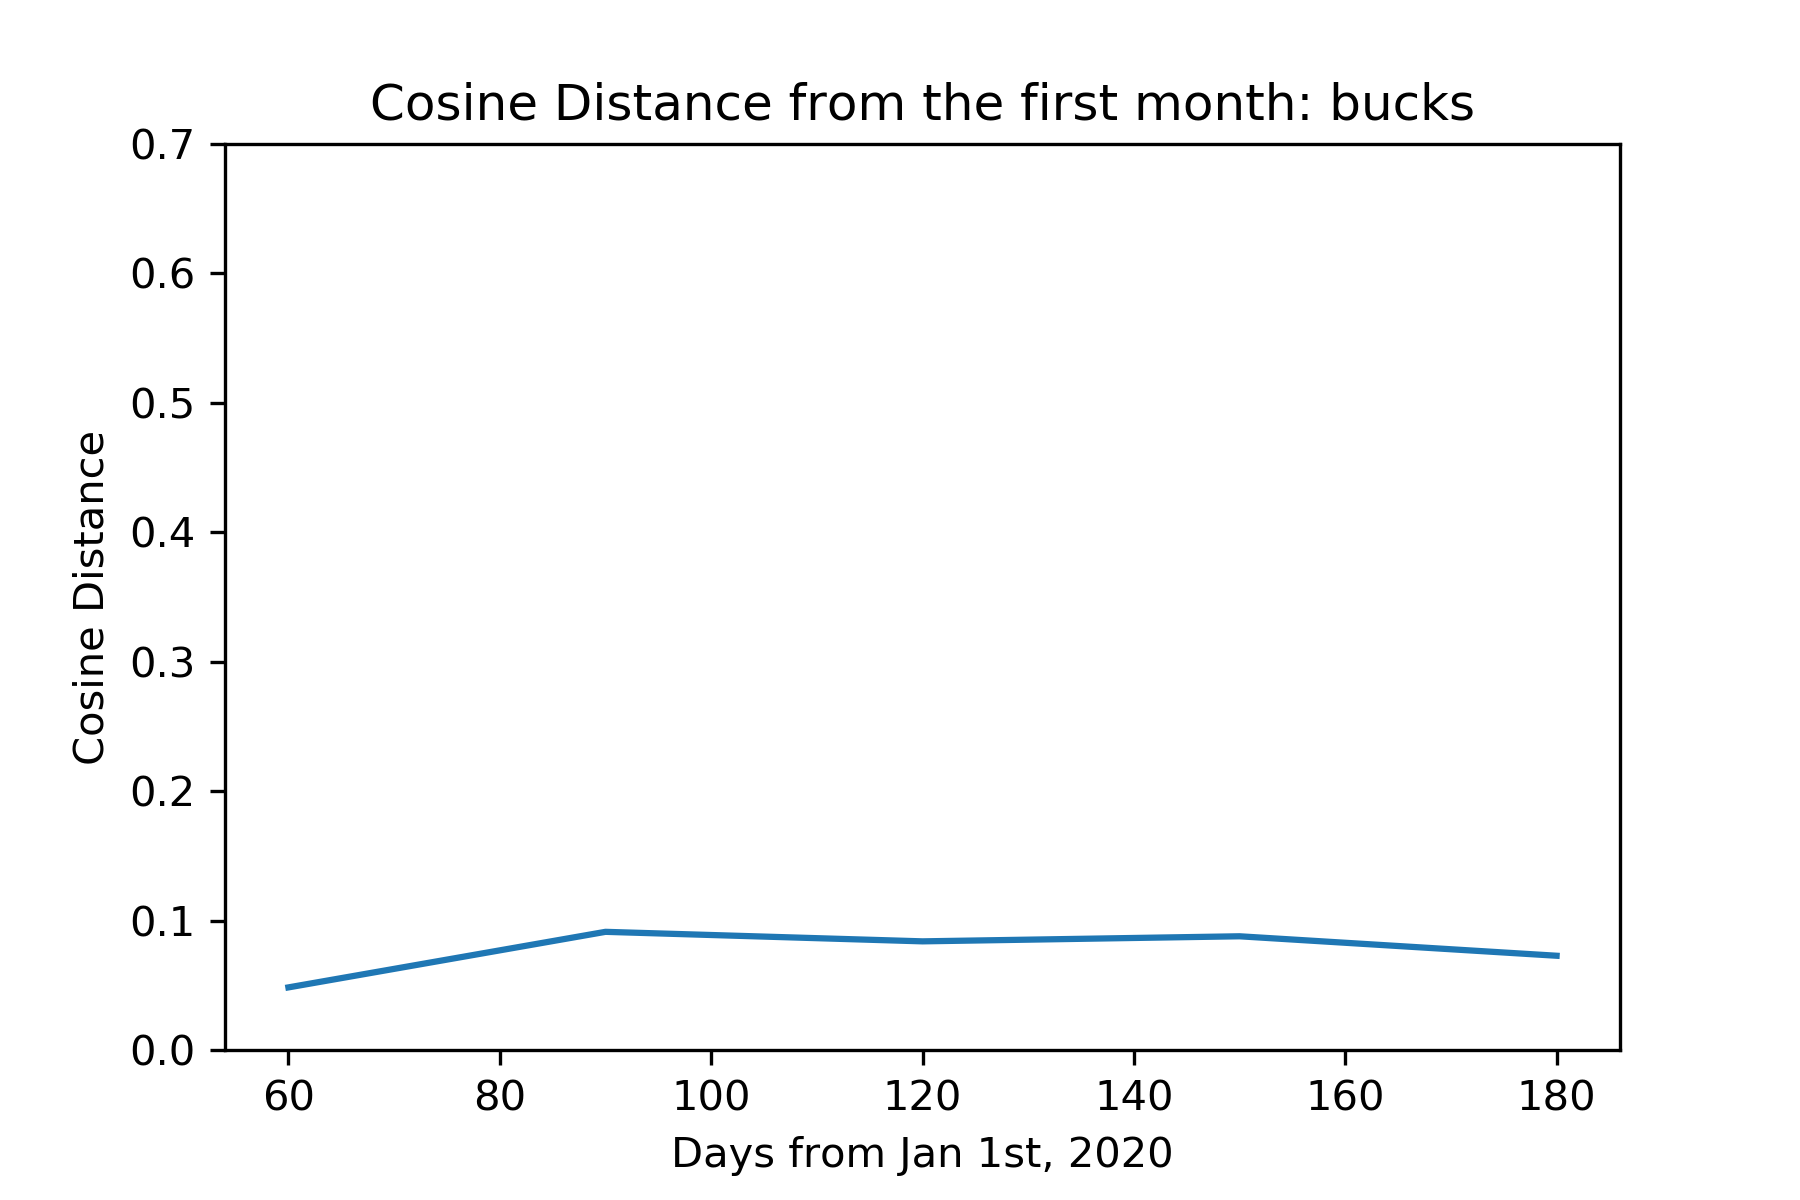 Cosine Distance from the first month: bucks
0.7
0.6
0.5
0.4
0.3
0.2
0.1
0.0
Cosine Distance
60 80 100 120 140 160 180
Days from Jan 1st, 2020